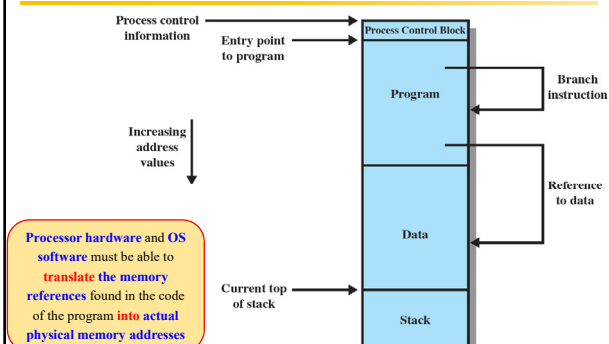 Process control
information
Process Control Block
Entry point
to program
Program
Branch
instruction
Increasing
address
values
Reference
to data
Data
Processor hardware and OS
software must be able to
translate the memory
references found in the code
of the program into actual
physical memory addresses
Current top
of stack
Stack